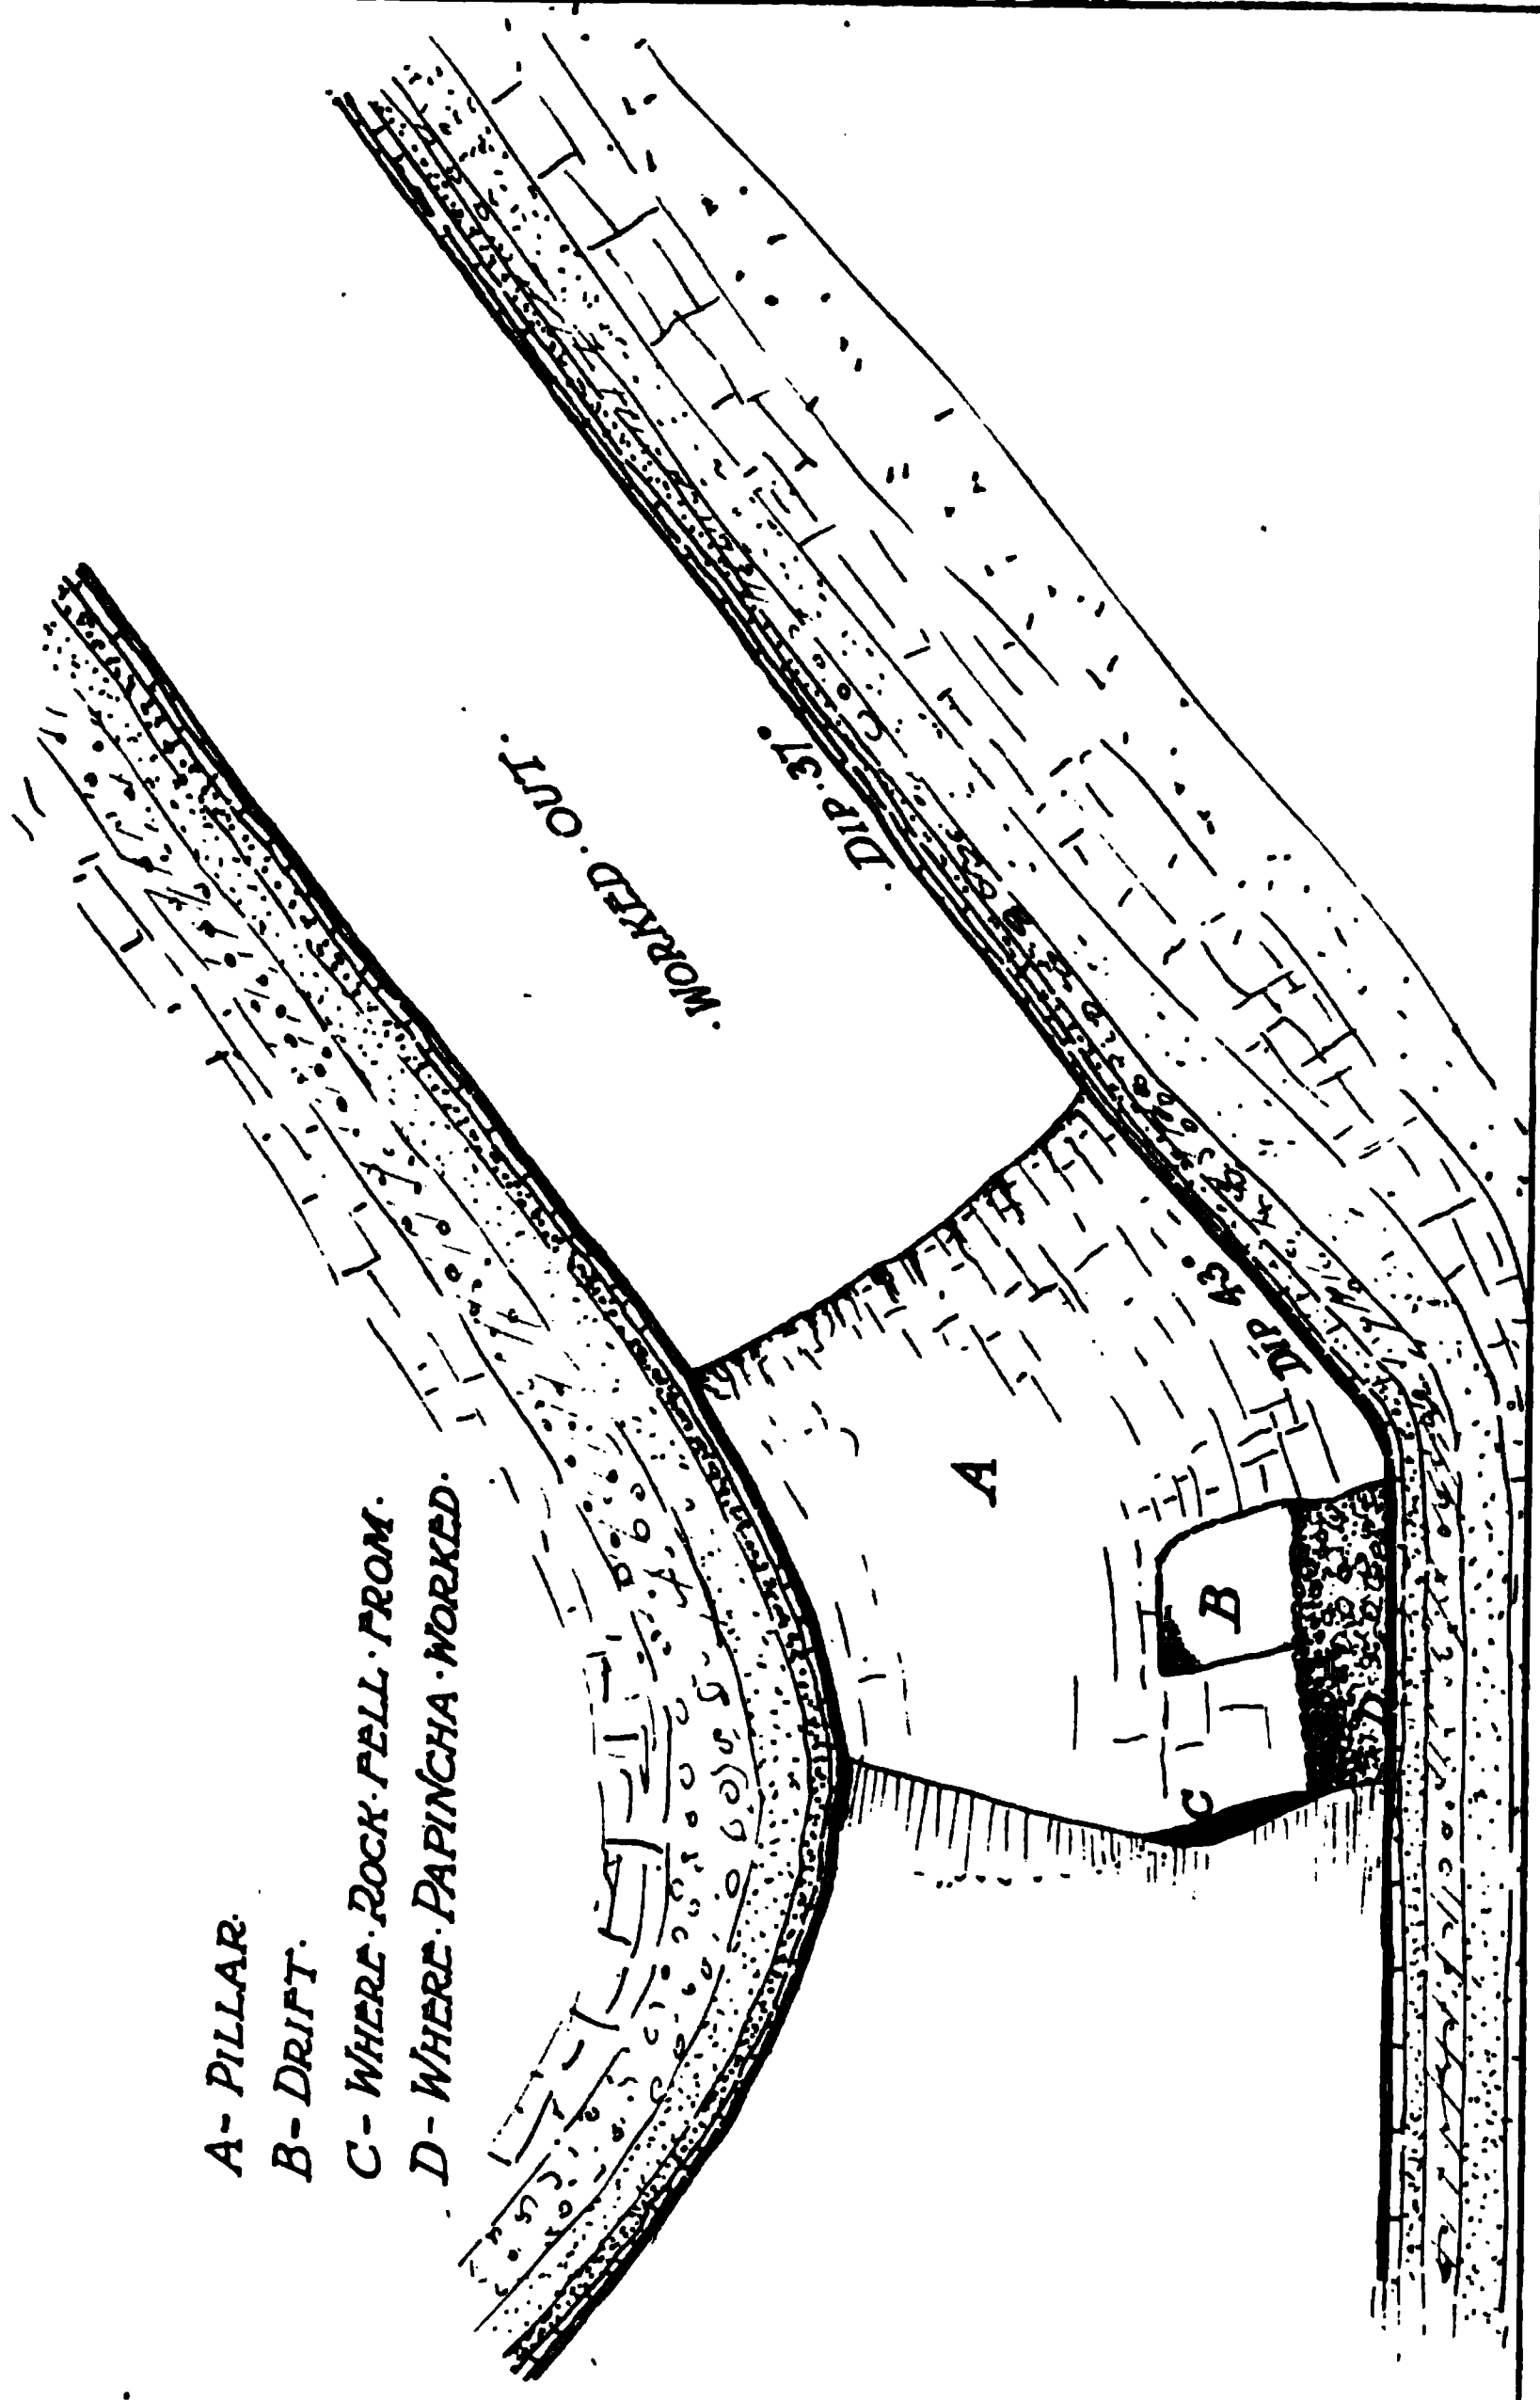 A- PILLAR.
B- DRIFT.
C- WHERE·ROCK·FELL·FROM·
D- WHERE·PAPINCHA·WORKED·
·WORKED·OUT·
·DIP·37°
DIP 43°
A
B
C
D